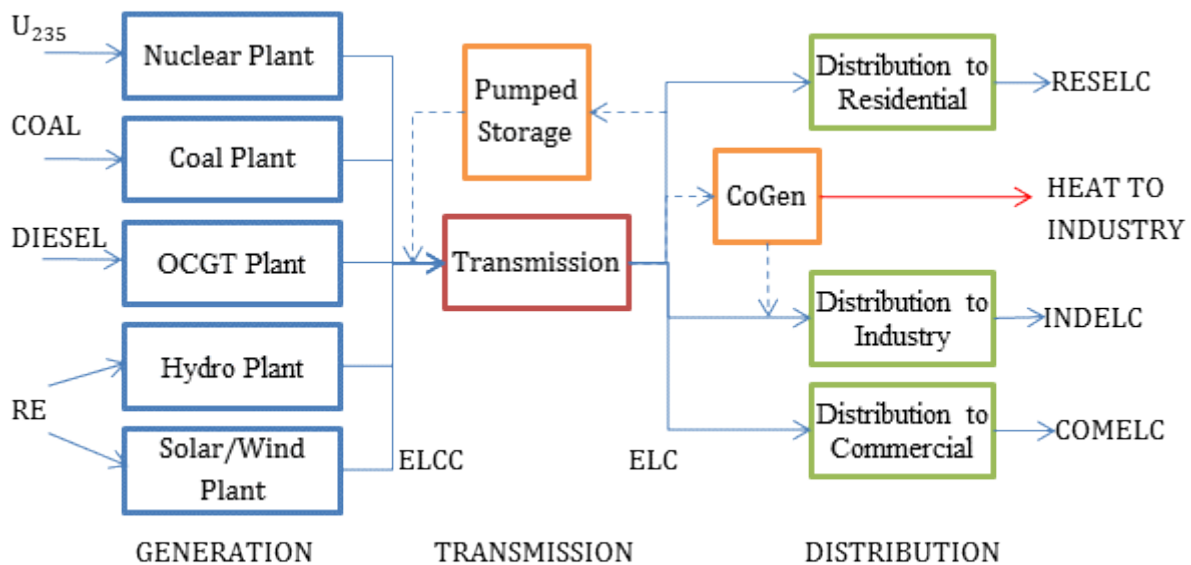 U₂₃₅
Nuclear Plant
COAL
Coal Plant
DIESEL
OCGT Plant
RE
Hydro Plant
Solar/Wind
Plant
ELCC
GENERATION
Pumped
Storage
Transmission
ELC
TRANSMISSION
Distribution to
Residential
RESELC
CoGen
HEAT TO
INDUSTRY
Distribution to
Industry
INDELC
Distribution to
Commercial
COMELC
DISTRIBUTION